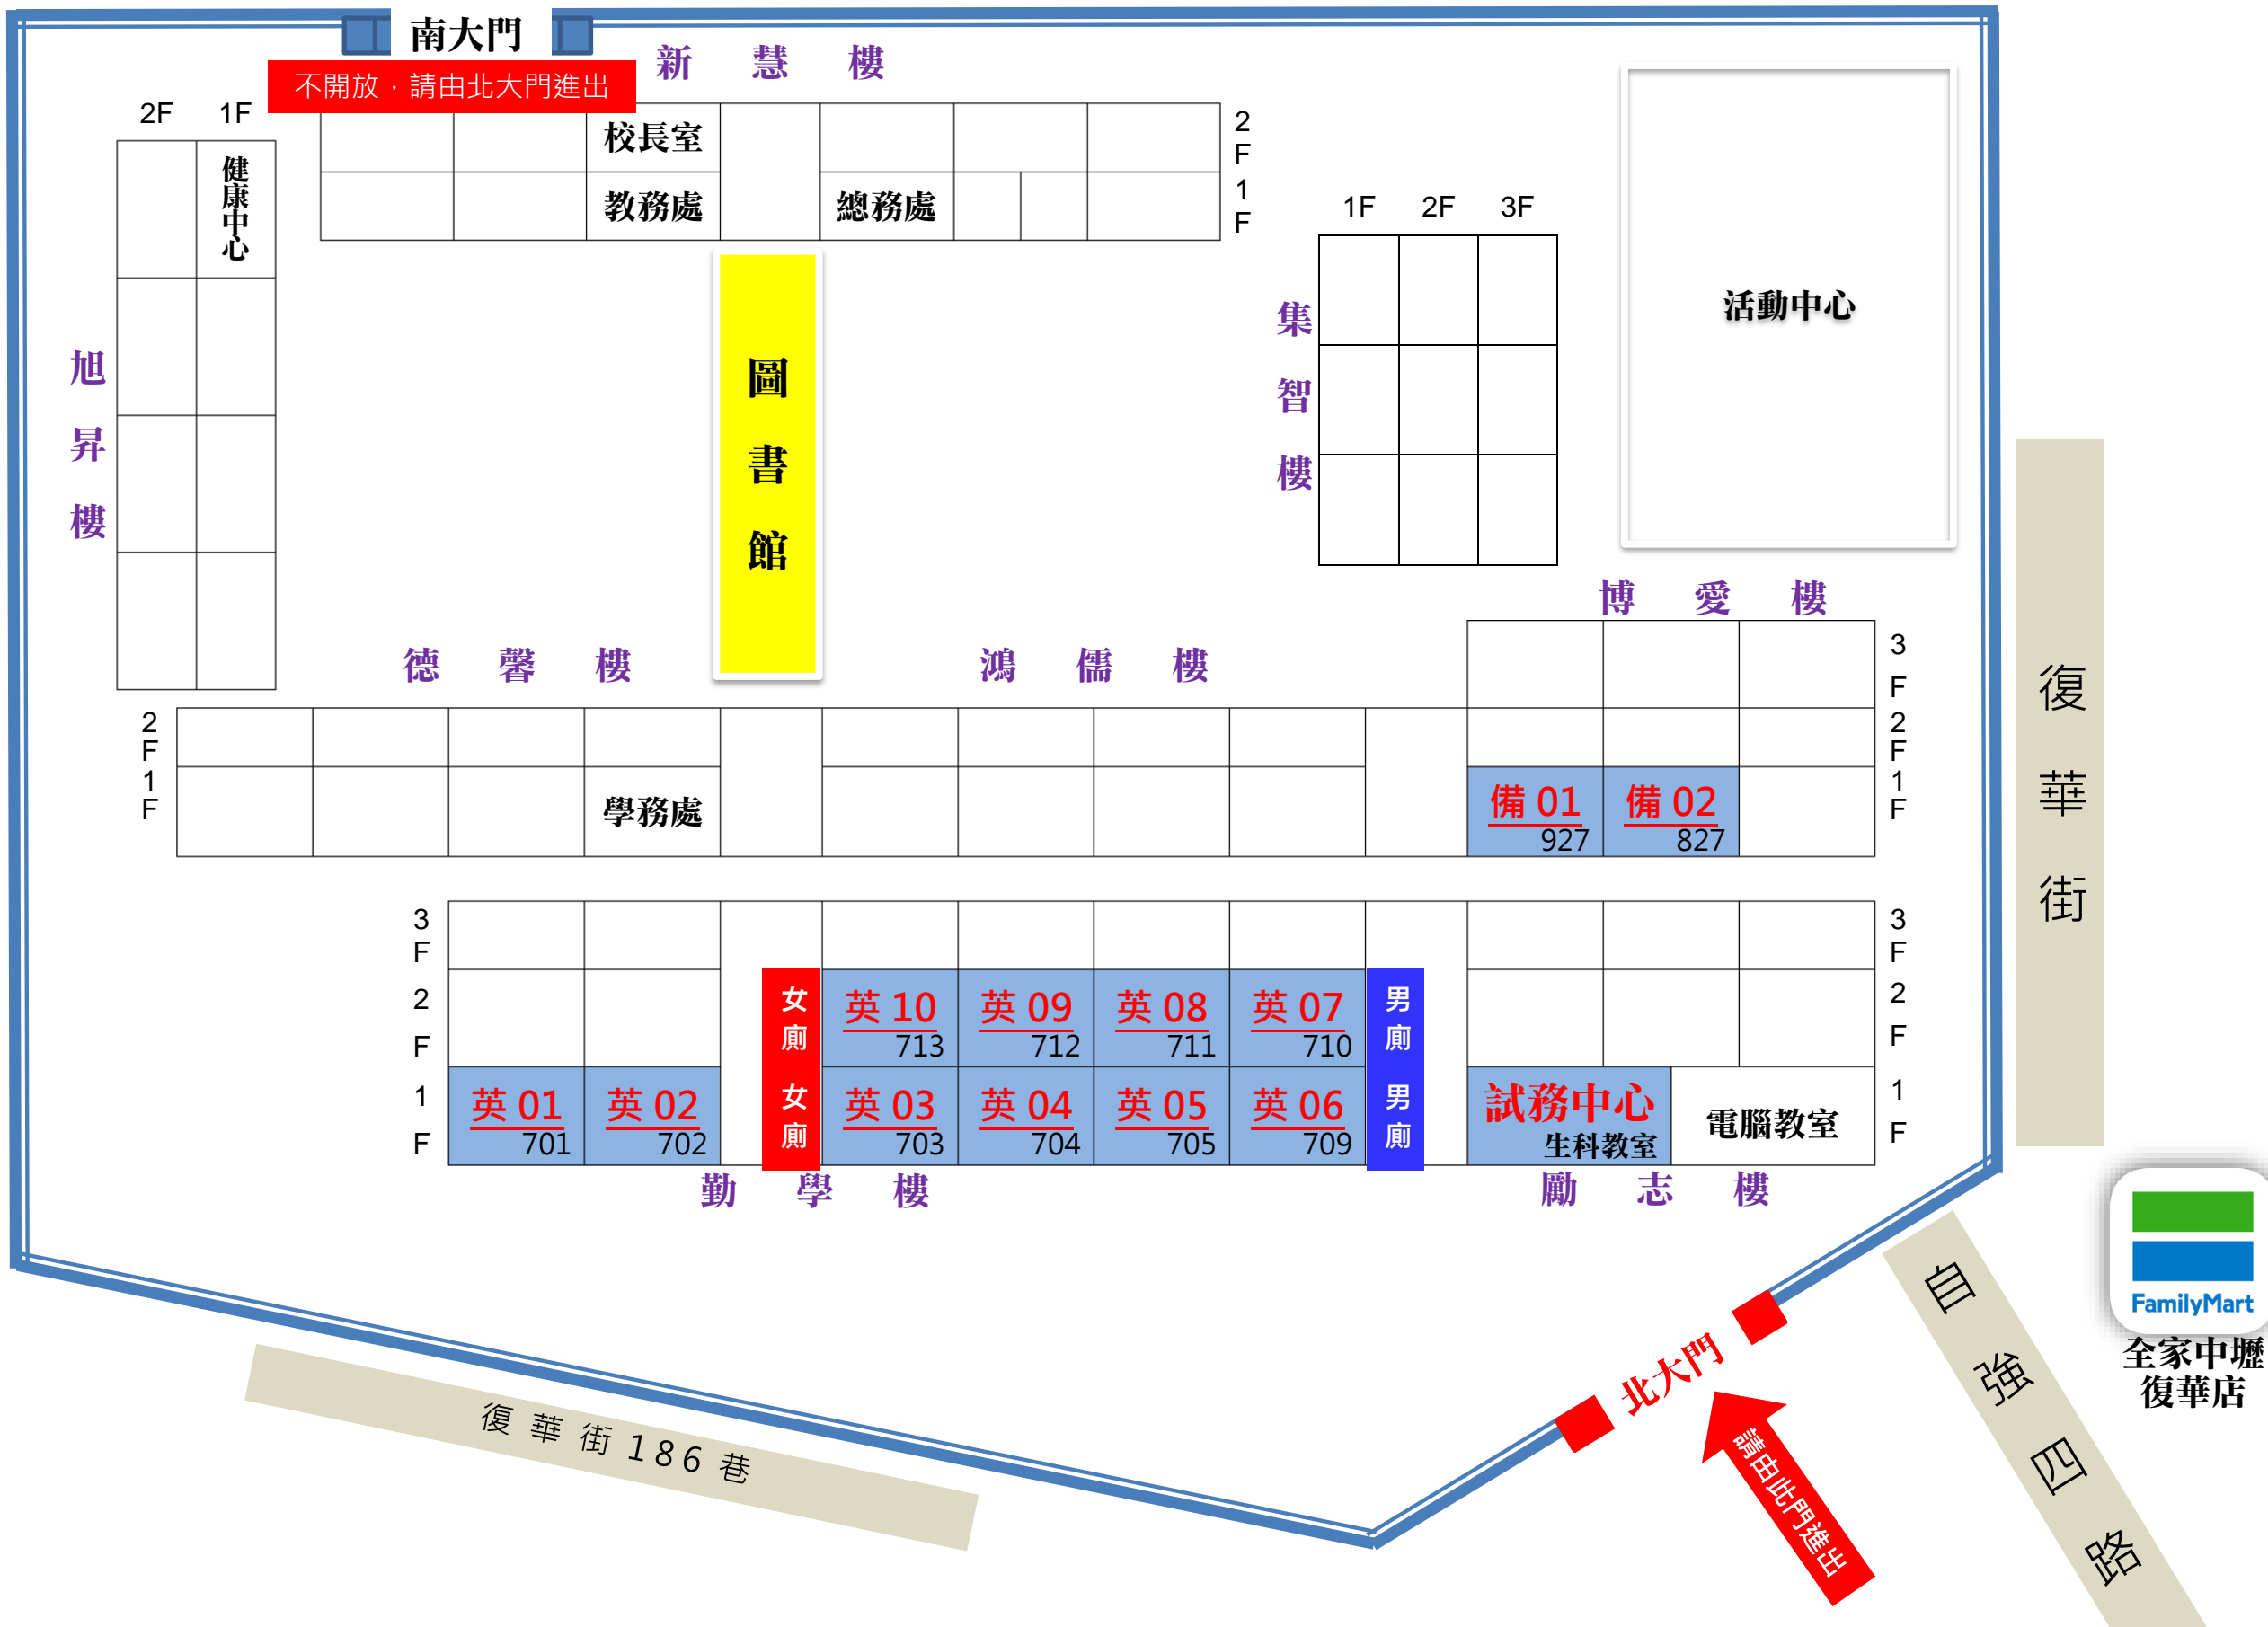 南大門
不開放，請由北大門進出
新慧樓
2F 1F
健康中心
校長室
教務處
總務處
2F
1F
1F 2F 3F
集智樓
活動中心
旭昇樓
圖書館
博愛樓
德馨樓
鴻儒樓
3F
2F
1F
2F
1F
學務處
備 01
927
備 02
827
復華街
3F
2F
1F
女廁
英 10
713
英 09
712
英 08
711
英 07
710
男廁
英 01
701
英 02
702
女廁
英 03
703
英 04
704
英 05
705
英 06
709
男廁
試務中心
生科教室
電腦教室
3F
2F
1F
勤學樓
勵志樓
FamilyMart
全家中壢
復華店
自強四路
北大門
請由此門進出
復華街186巷